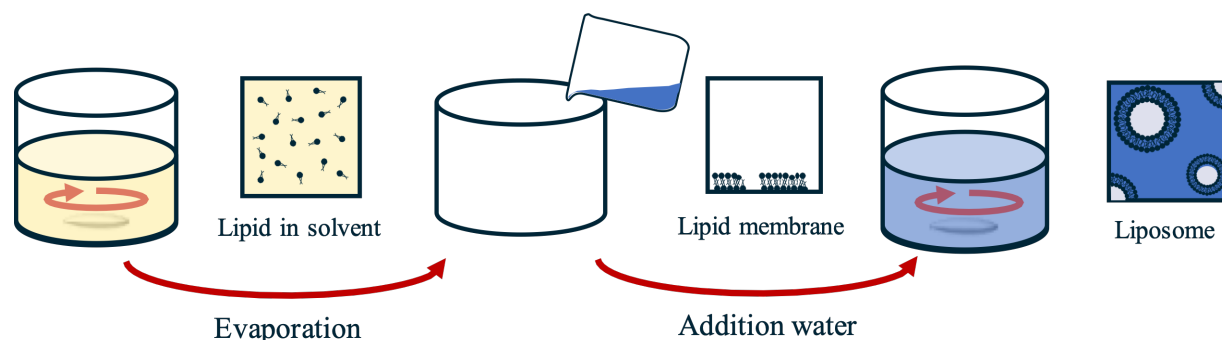 Lipid in solvent
Lipid membrane
Liposome
Evaporation
Addition water